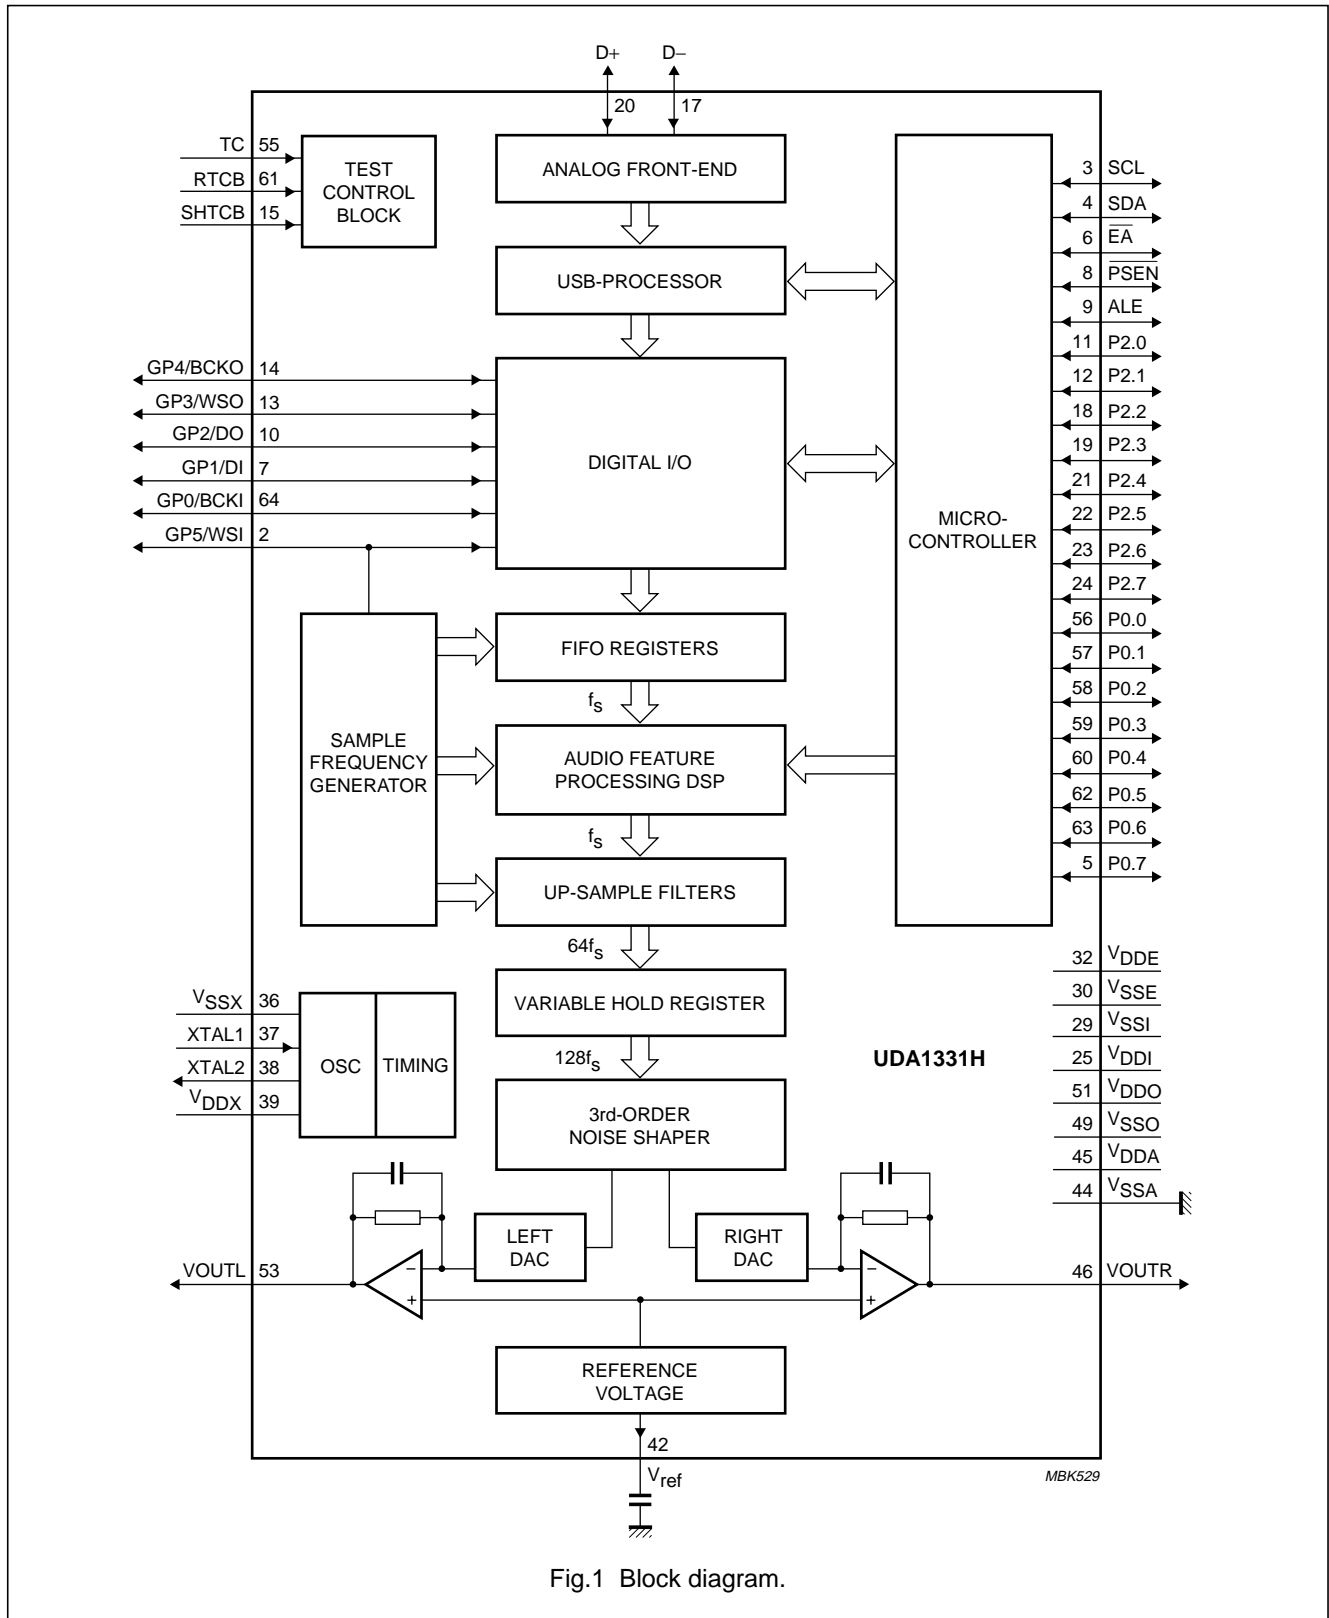 D+ D−
20 17
TC 55
RTCB 61
SHTCB 15
TEST
CONTROL
BLOCK
ANALOG FRONT-END
USB-PROCESSOR
GP4/BCKO 14
GP3/WSO 13
GP2/DO 10
GP1/DI 7
GP0/BCKI 64
GP5/WSI 2
DIGITAL I/O
MICRO-
CONTROLLER
3 SCL
4 SDA
6 E̅A̅
8 P̅S̅E̅N̅
9 ALE
11 P2.0
12 P2.1
18 P2.2
19 P2.3
21 P2.4
22 P2.5
23 P2.6
24 P2.7
56 P0.0
57 P0.1
58 P0.2
59 P0.3
60 P0.4
62 P0.5
63 P0.6
5 P0.7
SAMPLE
FREQUENCY
GENERATOR
FIFO REGISTERS
fs
AUDIO FEATURE
PROCESSING DSP
fs
UP-SAMPLE FILTERS
64fs
VARIABLE HOLD REGISTER
128fs
3rd-ORDER
NOISE SHAPER
VSSX 36
XTAL1 37
XTAL2 38
VDDX 39
OSC TIMING
UDA1331H
32 VDDE
30 VSSE
29 VSSI
25 VDDI
51 VDDO
49 VSSO
45 VDDA
44 VSSA
LEFT
DAC
RIGHT
DAC
VOUTL 53
−
+
−
+
46 VOUTR
REFERENCE
VOLTAGE
42
Vref
MBK529
Fig.1 Block diagram.